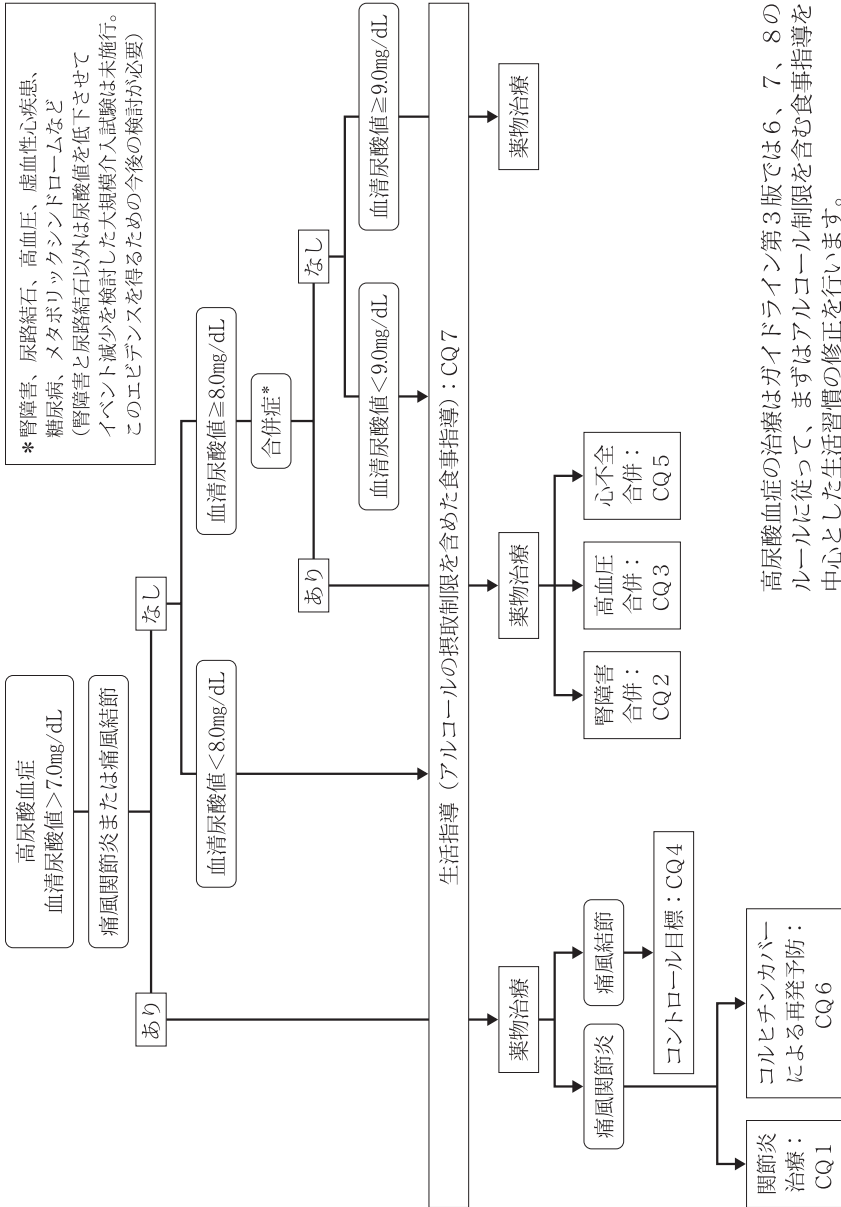 高尿酸血症
血清尿酸値＞7.0mg/dL
痛風関節炎または痛風結節
あり
なし
＊腎障害、尿路結石、高血圧、虚血性心疾患、
糖尿病、メタボリックシンドロームなど
(腎障害と尿路結石以外は尿酸値を低下させて
イベント減少を検討した大規模介入試験は未施行。
このエビデンスを得るための今後の検討が必要)
血清尿酸値＜8.0mg/dL
血清尿酸値≧8.0mg/dL
合併症＊
あり
なし
血清尿酸値＜9.0mg/dL
血清尿酸値≧9.0mg/dL
生活指導（アルコールの摂取制限を含めた食事指導）：CQ7
薬物治療
薬物治療
薬物治療
痛風関節炎
痛風結節
コントロール目標：CQ4
関節炎
治療：
CQ1
コルヒチンカバー
による再発予防：
CQ6
腎障害
合併：
CQ2
高血圧
合併：
CQ3
心不全
合併：
CQ5
高尿酸血症の治療はガイドライン第3版では6、7、8の
ルールに従って、まずはアルコール制限を含む食事指導を
中心とした生活習慣の修正を行います。